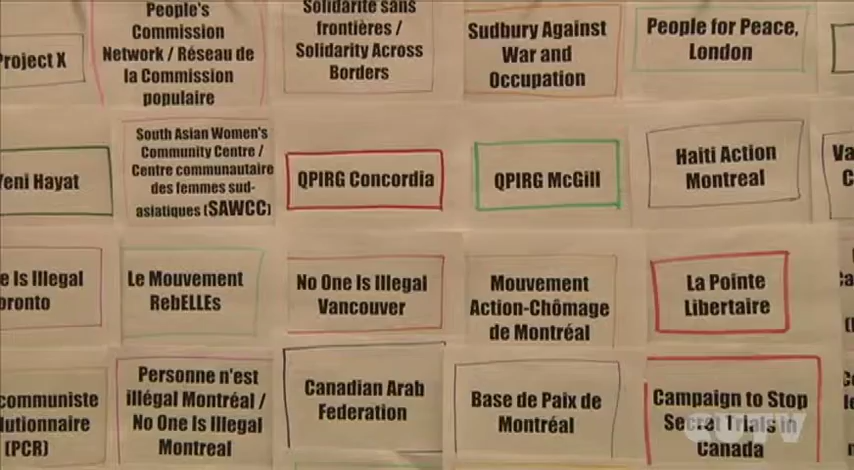 Project X
People's
Commission
Network / Réseau de
la Commission
populaire
Solidarité sans
frontières /
Solidarity Across
Borders
Sudbury Against
War and
Occupation
People for Peace,
London
Yeni Hayat
South Asian Women's
Community Centre /
Centre communautaire
des femmes sud-
asiatiques (SAWCC)
QPIRG Concordia
QPIRG McGill
Haiti Action
Montreal
Va
C
e Is Illegal
oronto
Le Mouvement
RebELLEs
No One Is Illegal
Vancouver
Mouvement
Action-Chômage
de Montréal
La Pointe
Libertaire
communiste
lutionnaire
(PCR)
Personne n'est
illégal Montréal /
No One Is Illegal
Montreal
Canadian Arab
Federation
Base de Paix de
Montréal
Campaign to Stop
Secret Trials in
Canada
CUTV